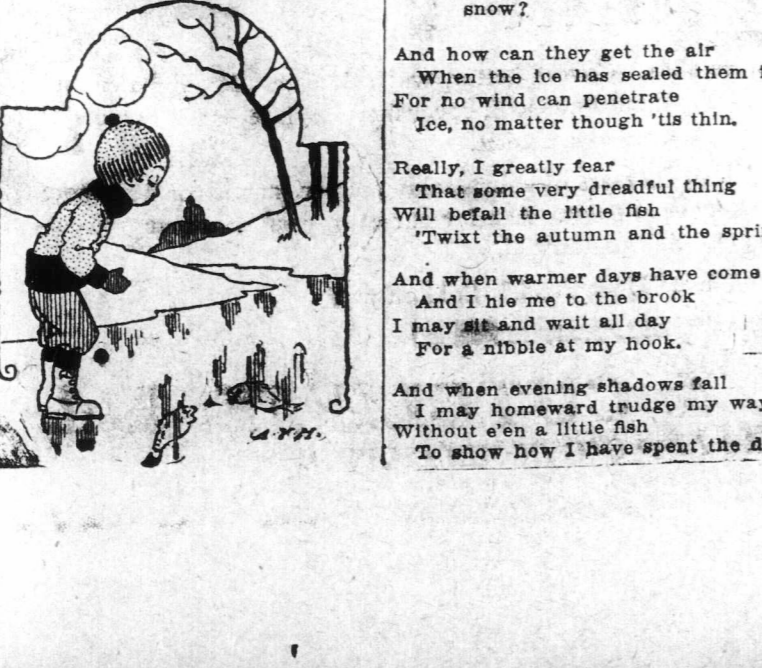 snow?
And how can they get the air
When the ice has sealed them
For no wind can penetrate
Ice, no matter though 'tis thin.
Really, I greatly fear
That some very dreadful thing
Will befall the little fish
'Twixt the autumn and the spri
And when warmer days have come
And I hie me to the brook
I may sit and wait all day
For a nibble at my hook.
And when evening shadows fall
I may homeward trudge my way
Without e'en a little fish
To show how I have spent the d